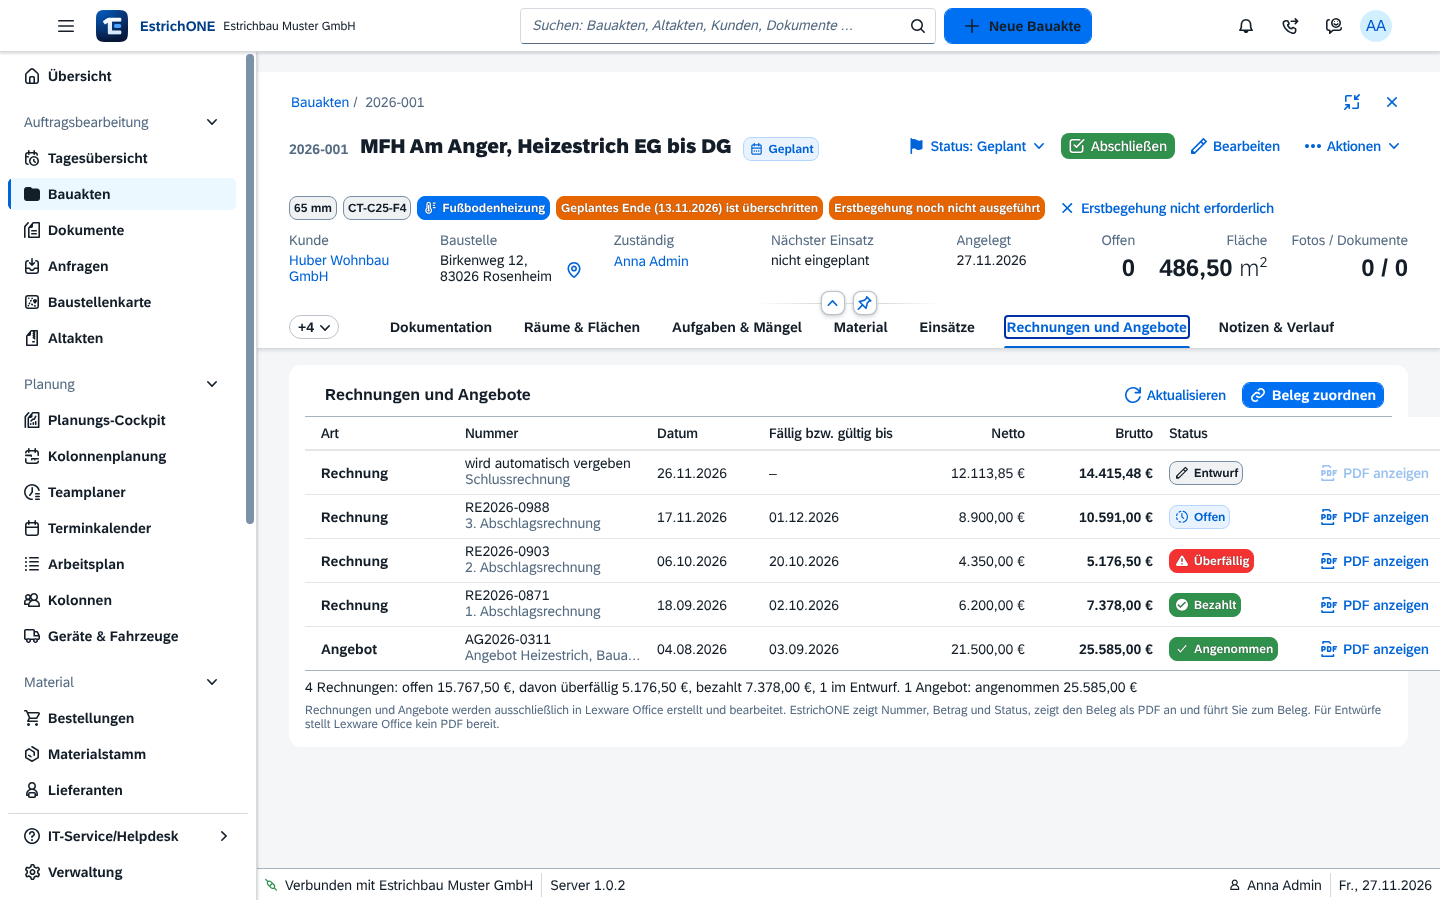 EstrichONE Estrichbau Muster GmbH
Suchen: Bauakten, Altakten, Kunden, Dokumente ...
Neue Bauakte
AA
Übersicht
Auftragsbearbeitung
Tagesübersicht
Bauakten
Dokumente
Anfragen
Baustellenkarte
Altakten
Planung
Planungs-Cockpit
Kolonnenplanung
Teamplaner
Terminkalender
Arbeitsplan
Kolonnen
Geräte & Fahrzeuge
Material
Bestellungen
Materialstamm
Lieferanten
IT-Service/Helpdesk
Verwaltung
Bauakten / 2026-001
2026-001 MFH Am Anger, Heizestrich EG bis DG Geplant
Status: Geplant Abschließen Bearbeiten Aktionen
65 mm CT-C25-F4 Fußbodenheizung Geplantes Ende (13.11.2026) ist überschritten Erstbegehung noch nicht ausgeführt Erstbegehung nicht erforderlich
Kunde
Huber Wohnbau
GmbH
Baustelle
Birkenweg 12,
83026 Rosenheim
Zuständig
Anna Admin
Nächster Einsatz
nicht eingeplant
Angelegt
27.11.2026
Offen
0
Fläche
486,50 m²
Fotos / Dokumente
0 / 0
+4 Dokumentation Räume & Flächen Aufgaben & Mängel Material Einsätze Rechnungen und Angebote Notizen & Verlauf
Rechnungen und Angebote Aktualisieren Beleg zuordnen
Art Nummer Datum Fällig bzw. gültig bis Netto Brutto Status
Rechnung wird automatisch vergeben 26.11.2026 – 12.113,85 € 14.415,48 € Entwurf PDF anzeigen
Schlussrechnung
Rechnung RE2026-0988 17.11.2026 01.12.2026 8.900,00 € 10.591,00 € Offen PDF anzeigen
3. Abschlagsrechnung
Rechnung RE2026-0903 06.10.2026 20.10.2026 4.350,00 € 5.176,50 € Überfällig PDF anzeigen
2. Abschlagsrechnung
Rechnung RE2026-0871 18.09.2026 02.10.2026 6.200,00 € 7.378,00 € Bezahlt PDF anzeigen
1. Abschlagsrechnung
Angebot AG2026-0311 04.08.2026 03.09.2026 21.500,00 € 25.585,00 € Angenommen PDF anzeigen
Angebot Heizestrich, Baua...
4 Rechnungen: offen 15.767,50 €, davon überfällig 5.176,50 €, bezahlt 7.378,00 €, 1 im Entwurf. 1 Angebot: angenommen 25.585,00 €
Rechnungen und Angebote werden ausschließlich in Lexware Office erstellt und bearbeitet. EstrichONE zeigt Nummer, Betrag und Status, zeigt den Beleg als PDF an und führt Sie zum Beleg. Für Entwürfe
stellt Lexware Office kein PDF bereit.
Verbunden mit Estrichbau Muster GmbH Server 1.0.2 Anna Admin Fr., 27.11.2026